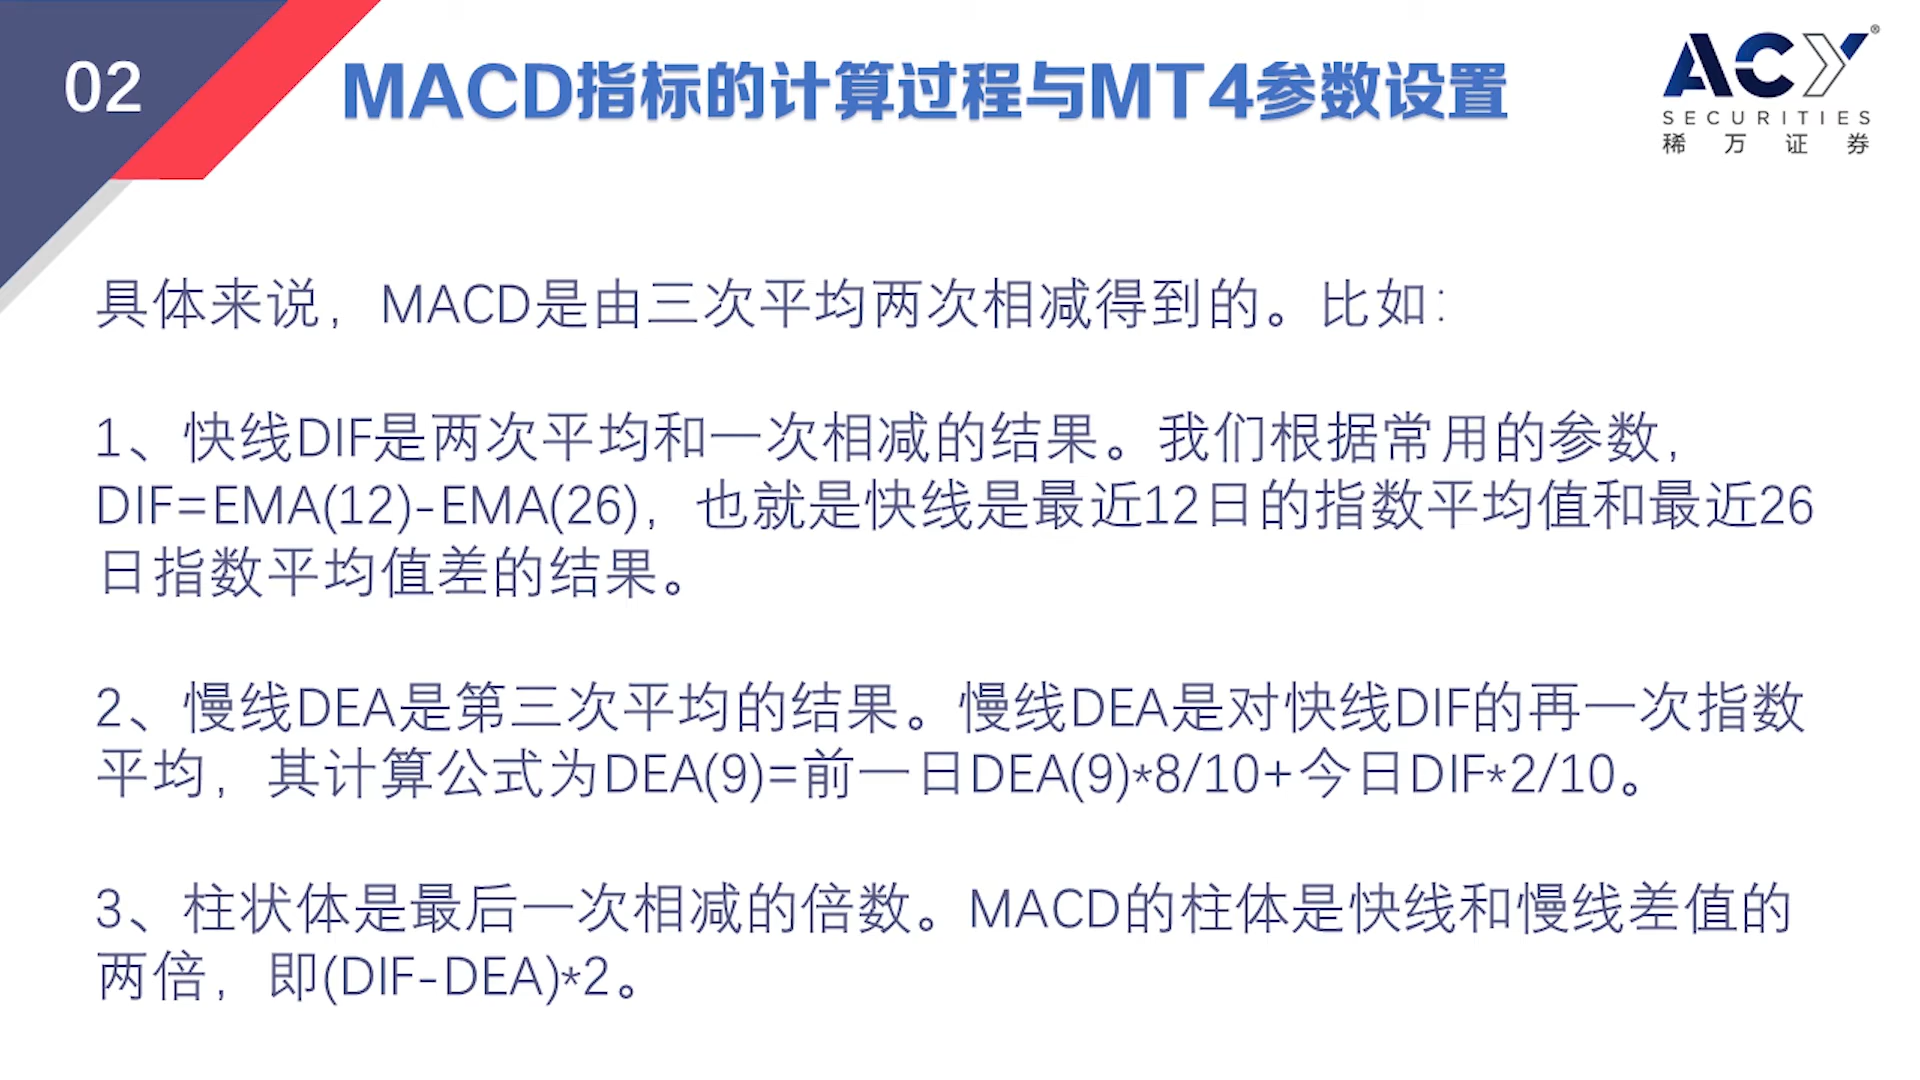 02
MACD指标的计算过程与MT4参数设置
ACY®
SECURITIES
稀万证券
具体来说，MACD是由三次平均两次相减得到的。比如：
1、快线DIF是两次平均和一次相减的结果。我们根据常用的参数，
DIF=EMA(12)-EMA(26)，也就是快线是最近12日的指数平均值和最近26
日指数平均值差的结果。
2、慢线DEA是第三次平均的结果。慢线DEA是对快线DIF的再一次指数
平均，其计算公式为DEA(9)=前一日DEA(9)*8/10+今日DIF*2/10。
3、柱状体是最后一次相减的倍数。MACD的柱体是快线和慢线差值的
两倍，即(DIF-DEA)*2。